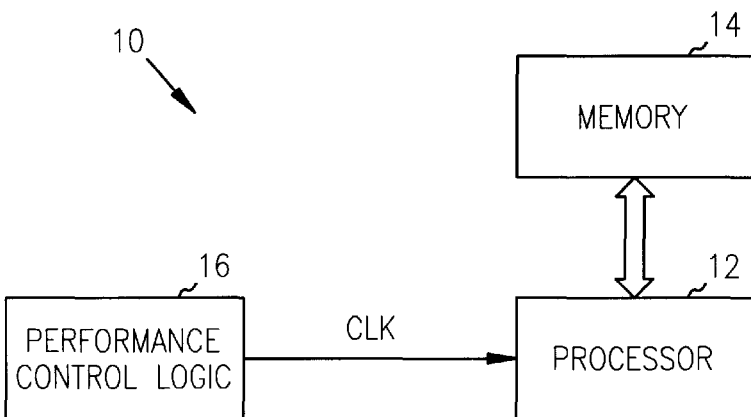 10
14
MEMORY
16
12
PERFORMANCE
CONTROL LOGIC
CLK
PROCESSOR